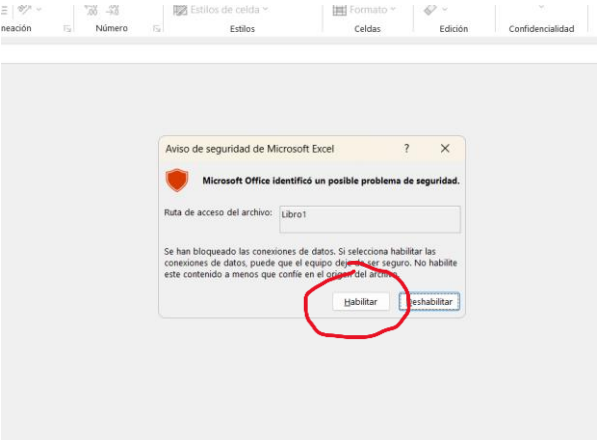 Estilos de celda
Formato
neación
Número
Estilos
Celdas
Edición
Confidencialidad
Aviso de seguridad de Microsoft Excel ? X
Microsoft Office identificó un posible problema de seguridad.
Ruta de acceso del archivo: Libro1
Se han bloqueado las conexiones de datos. Si selecciona habilitar las
conexiones de datos, puede que el equipo deje de ser seguro. No habilite
este contenido a menos que confíe en el origen del archivo.
Habilitar
Deshabilitar